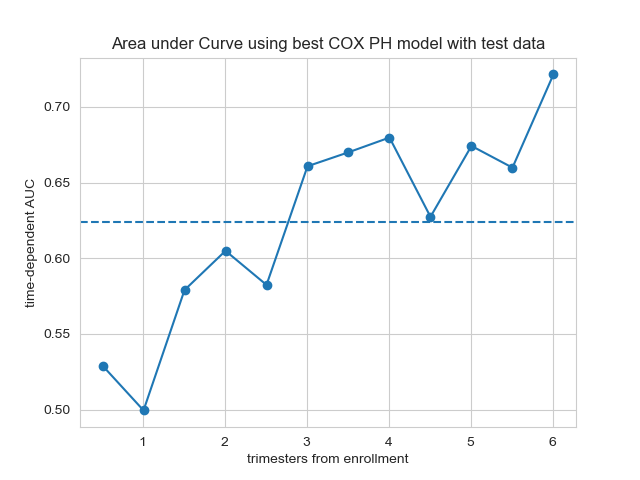 Area under Curve using best COX PH model with test data
time-dependent AUC
0.70
0.65
0.60
0.55
0.50
1 2 3 4 5 6
trimesters from enrollment